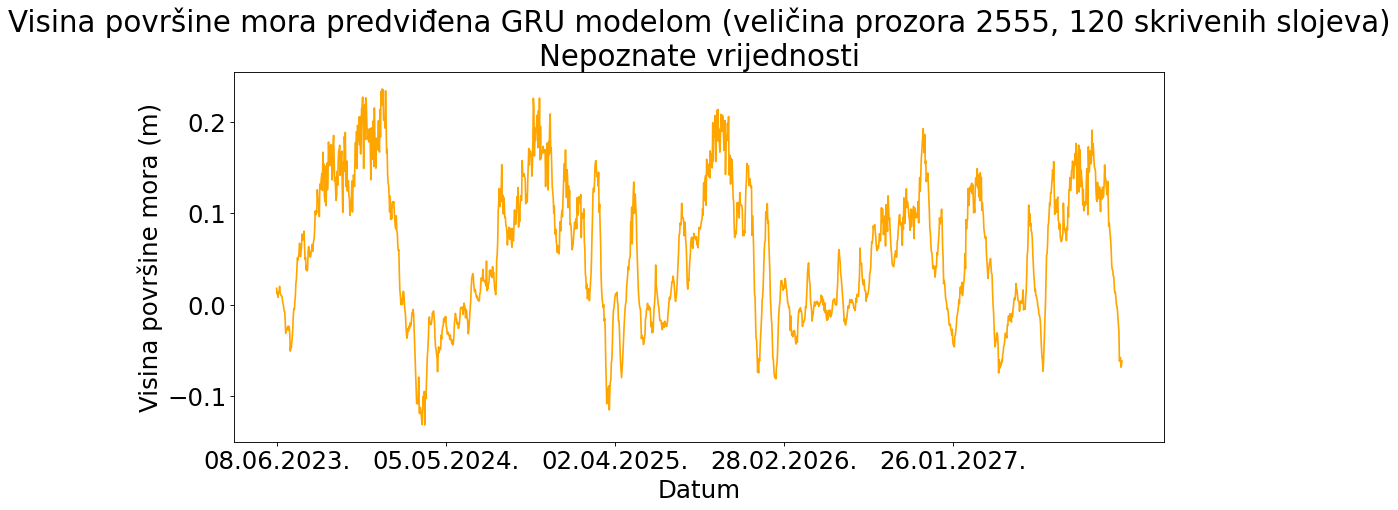 Visina površine mora predviđena GRU modelom (veličina prozora 2555, 120 skrivenih slojeva)
Nepoznate vrijednosti
Visina površine mora (m)
0.2
0.1
0.0
−0.1
08.06.2023. 05.05.2024. 02.04.2025. 28.02.2026. 26.01.2027.
Datum